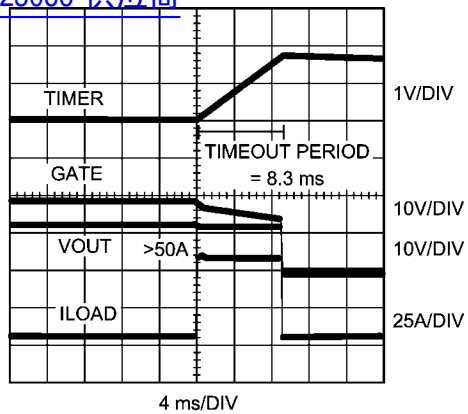 TIMER
1V/DIV
TIMEOUT PERIOD
= 8.3 ms
GATE
10V/DIV
VOUT
>50A
10V/DIV
ILOAD
25A/DIV
4 ms/DIV